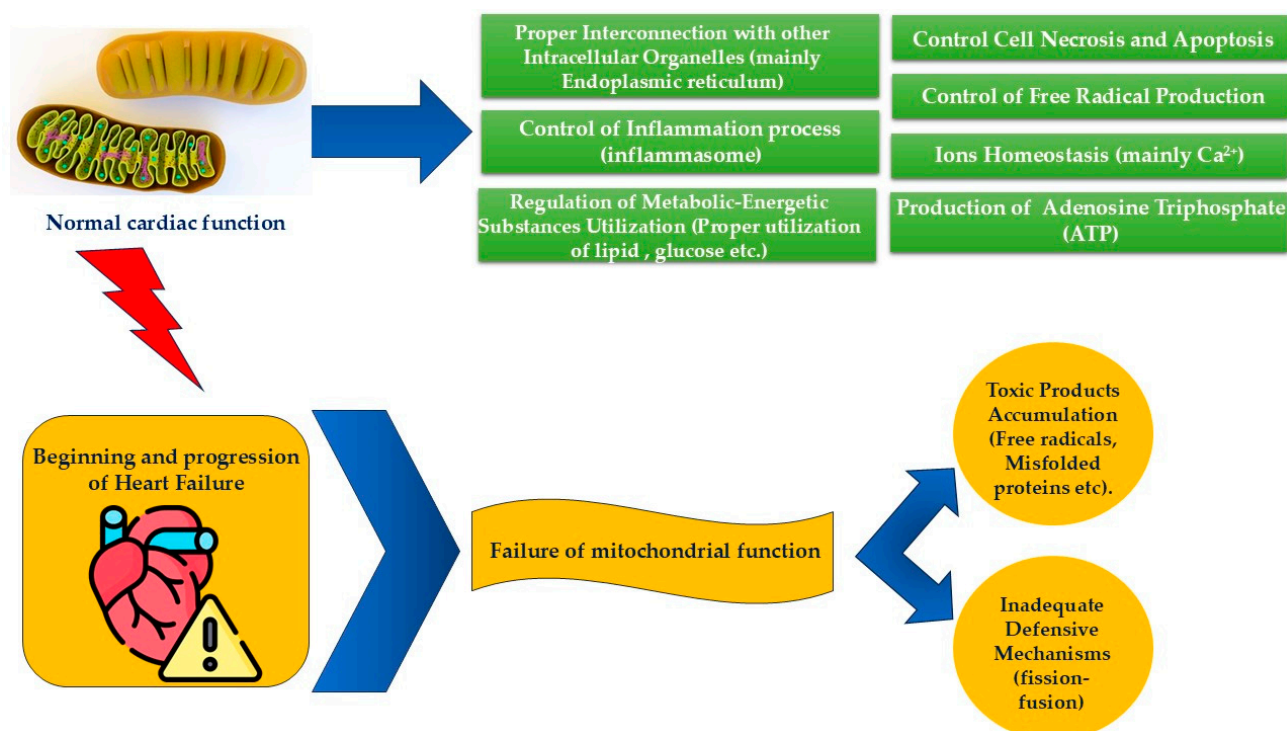 Proper Interconnection with other
Intracellular Organelles (mainly
Endoplasmic reticulum)
Control Cell Necrosis and Apoptosis
Control of Free Radical Production
Control of Inflammation process
(inflammasome)
Ions Homeostasis (mainly Ca²⁺)
Regulation of Metabolic-Energetic
Substances Utilization (Proper utilization
of lipid , glucose etc.)
Production of Adenosine Triphosphate
(ATP)
Normal cardiac function
Beginning and progression
of Heart Failure
Failure of mitochondrial function
Toxic Products
Accumulation
(Free radicals,
Misfolded
proteins etc).
Inadequate
Defensive
Mechanisms
(fission-
fusion)